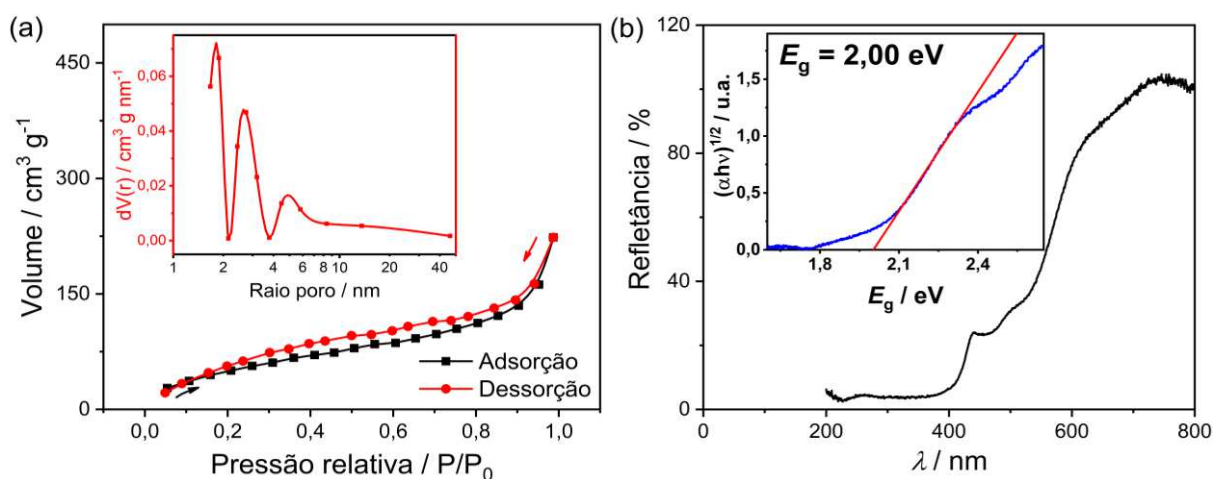 (a)
450
300
225
150
75
0
Volume / cm³ g⁻¹
0,06
0,04
0,02
0,00
dV(r) / cm³ g nm⁻¹
1 2 4 6 8 10 20 40
Raio poro / nm
Adsorção
Dessorção
0,0 0,2 0,4 0,6 0,8 1,0
Pressão relativa / P/P₀
(b)
120
80
40
0
Refletância / %
E_g = 2,00 eV
1,5
1,0
0,5
0,0
(αhν)^1/2 / u.a.
1,8 2,1 2,4
E_g / eV
0 200 400 600 800
λ / nm